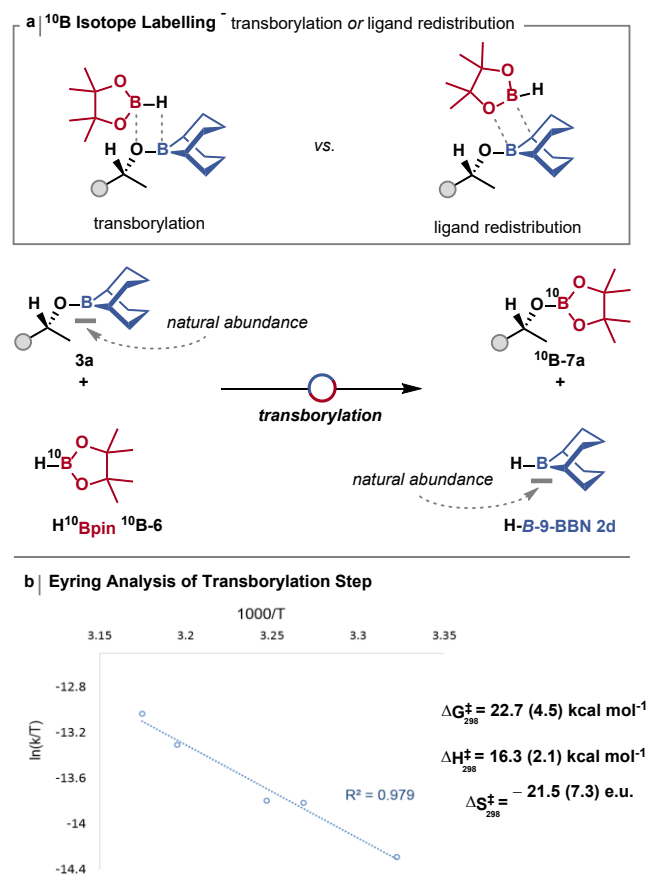 a | ¹⁰B Isotope Labelling - transborylation or ligand redistribution
O
B H
O
H O B
transborylation
vs.
O
B H
O
H O B
ligand redistribution
H O B
natural abundance
3a
+
H ¹⁰B O
O
H¹⁰Bpin ¹⁰B-6
transborylation
H O ¹⁰B O
O
¹⁰B-7a
+
natural abundance
H B
H-B-9-BBN 2d
b | Eyring Analysis of Transborylation Step
1000/T
3.15 3.2 3.25 3.3 3.35
ln(k/T)
-12.8
-13.2
-13.6
-14
-14.4
R² = 0.979
ΔG‡₂₉₈ = 22.7 (4.5) kcal mol⁻¹
ΔH‡₂₉₈ = 16.3 (2.1) kcal mol⁻¹
ΔS‡₂₉₈ = − 21.5 (7.3) e.u.